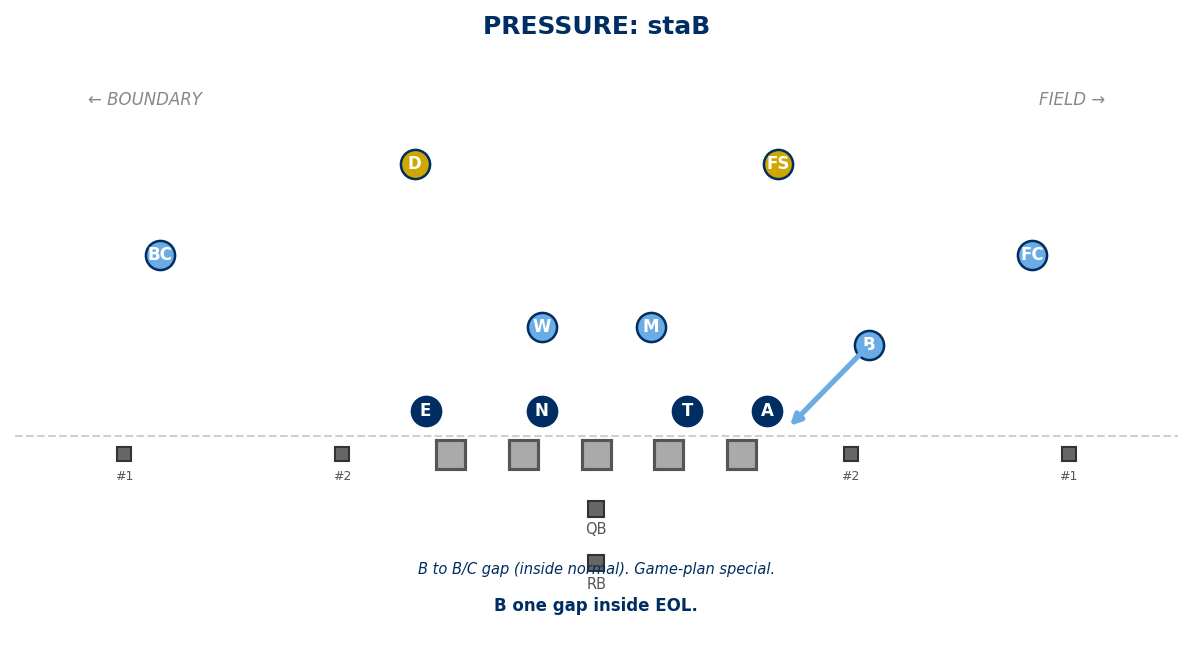 PRESSURE: staB
← BOUNDARY FIELD →
D FS
BC FC
W M B
E N T A
#1 #2 #2 #1
QB
B to B/C gap (inside normal). Game-plan special.
RB
B one gap inside EOL.